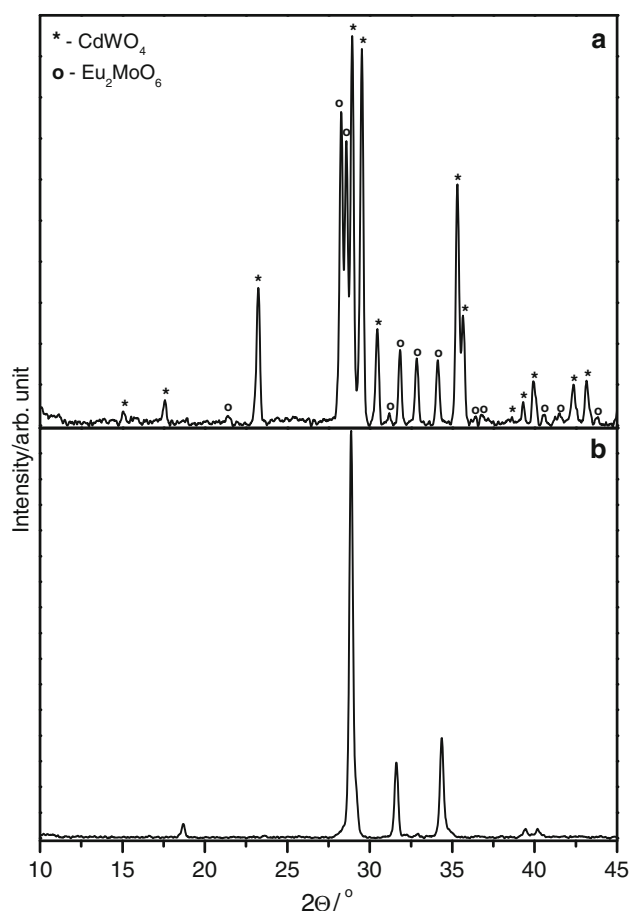 * - CdWO₄
a
o - Eu₂MoO₆
o
o
*
*
*
*
*
*
*
*
o
o
*
o
o
o
o
o
o
*
*
*
o
o
*
*
o
b
Intensity/arb. unit
10 15 20 25 30 35 40 45
2Θ/°